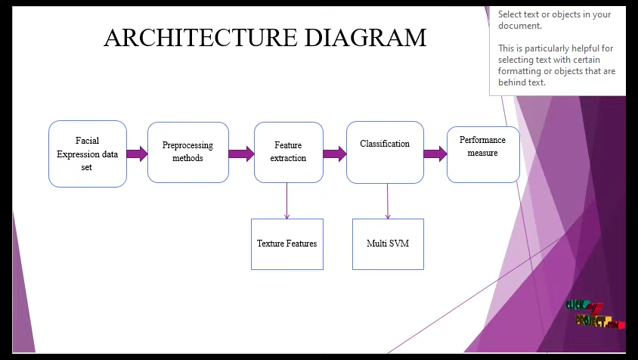 ARCHITECTURE DIAGRAM
Select text or objects in your
document.
This is particularly helpful for
selecting text with certain
formatting or objects that are
behind text.
Facial
Expression data
set
Preprocessing
methods
Feature
extraction
Classification
Performance
measure
Texture Features
Multi SVM
CLICK
PROJECT